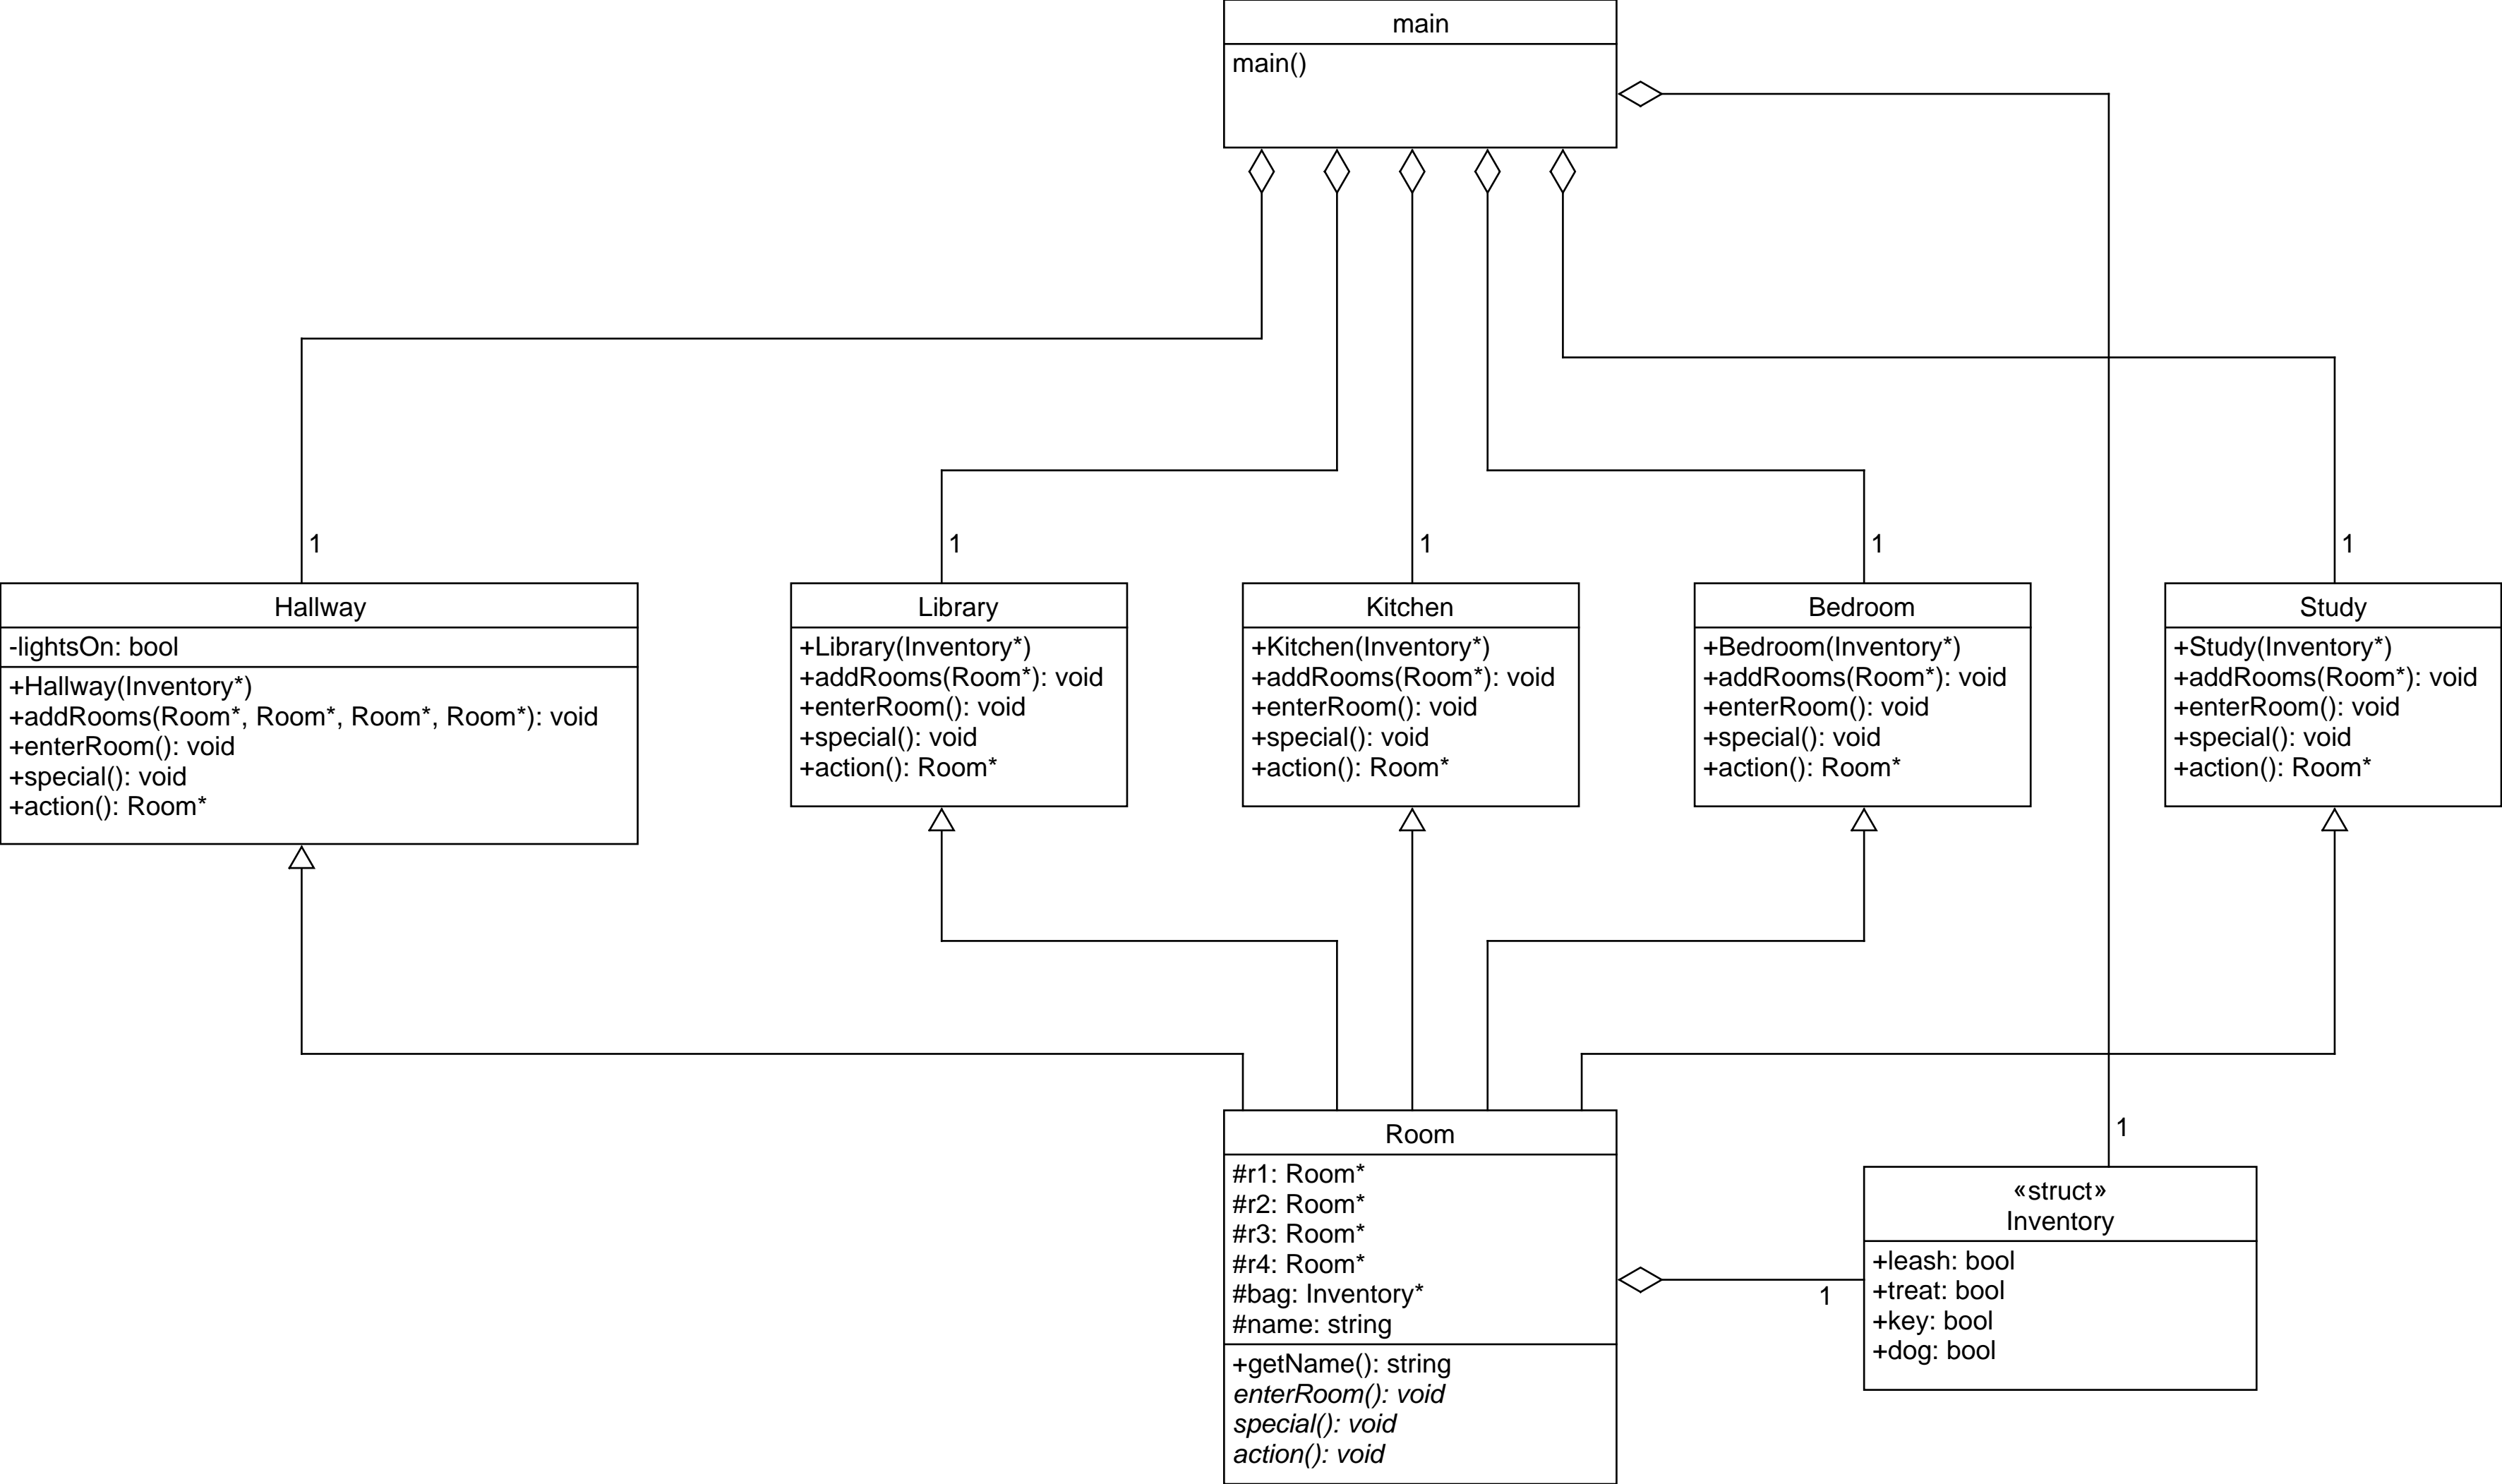 main
main()
1
1
1
1
1
Hallway
-lightsOn: bool
+Hallway(Inventory*)
+addRooms(Room*, Room*, Room*, Room*): void
+enterRoom(): void
+special(): void
+action(): Room*
Library
+Library(Inventory*)
+addRooms(Room*): void
+enterRoom(): void
+special(): void
+action(): Room*
Kitchen
+Kitchen(Inventory*)
+addRooms(Room*): void
+enterRoom(): void
+special(): void
+action(): Room*
Bedroom
+Bedroom(Inventory*)
+addRooms(Room*): void
+enterRoom(): void
+special(): void
+action(): Room*
Study
+Study(Inventory*)
+addRooms(Room*): void
+enterRoom(): void
+special(): void
+action(): Room*
Room
#r1: Room*
#r2: Room*
#r3: Room*
#r4: Room*
#bag: Inventory*
#name: string
+getName(): string
enterRoom(): void
special(): void
action(): void
1
1
«struct»
Inventory
+leash: bool
+treat: bool
+key: bool
+dog: bool